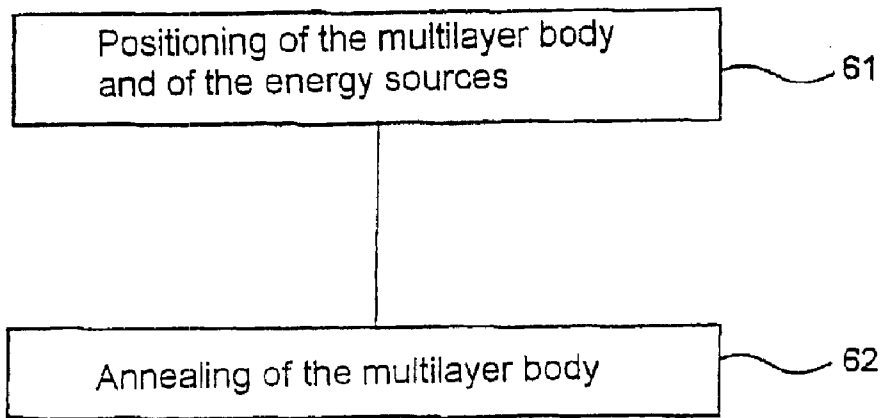 Positioning of the multilayer body
and of the energy sources
61
Annealing of the multilayer body
62